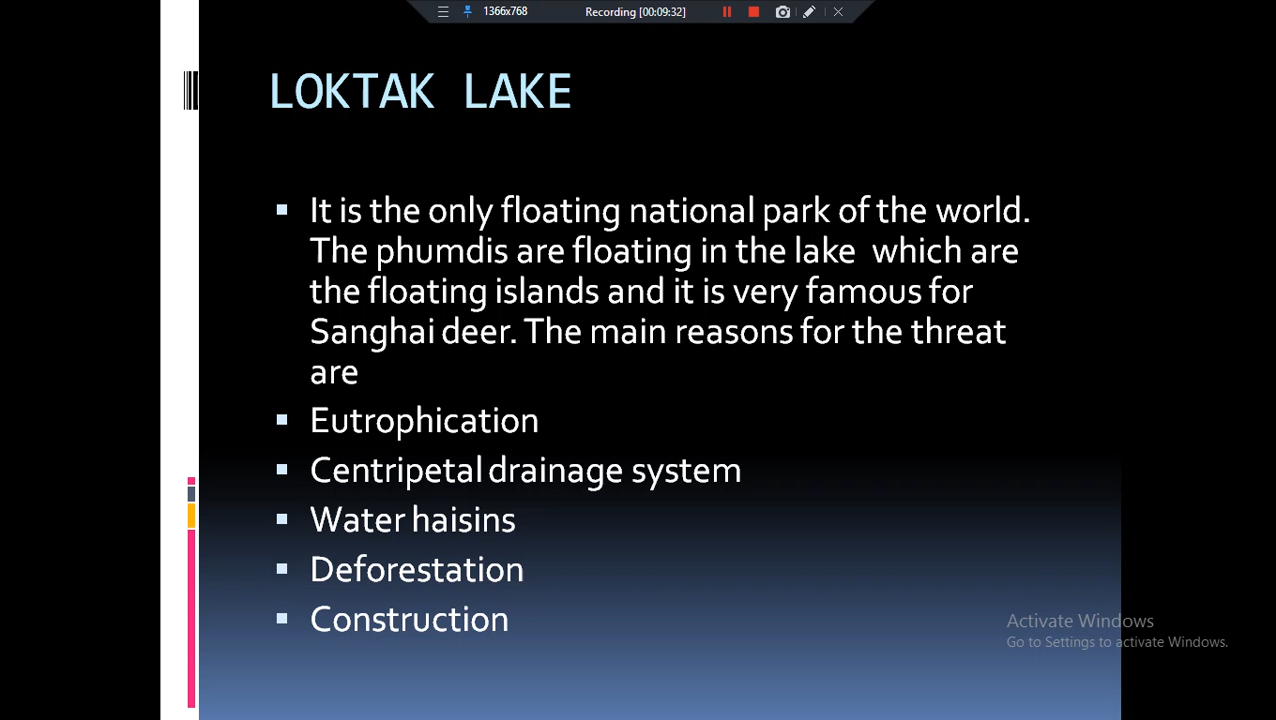 1366x768
Recording [00:09:32]
LOKTAK LAKE
It is the only floating national park of the world.
The phumdis are floating in the lake which are
the floating islands and it is very famous for
Sanghai deer. The main reasons for the threat
are
Eutrophication
Centripetal drainage system
Water haisins
Deforestation
Construction
Activate Windows
Go to Settings to activate Windows.